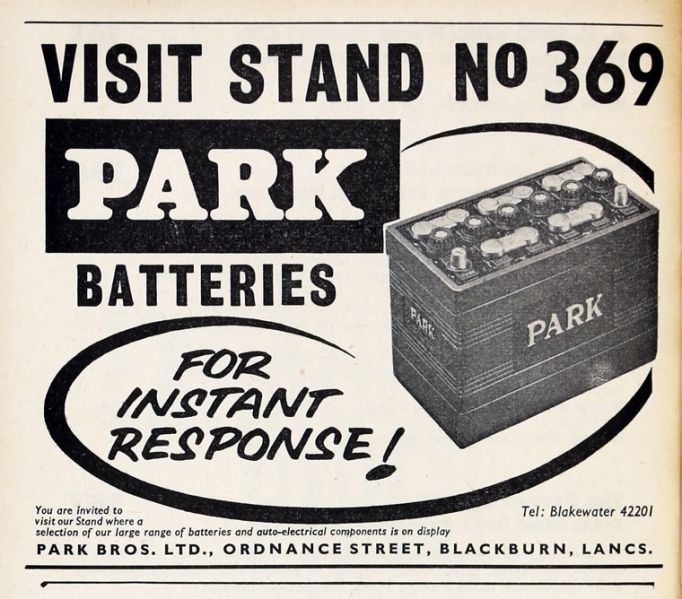 VISIT STAND No 369
PARK
BATTERIES
PARK
PARK
FOR
INSTANT
RESPONSE!
You are Invited to
visit our Stand where a
selection of our large range of batteries and auto-electrical components is on display
Tel: Blakewater 42201
PARK BROS. LTD., ORDNANCE STREET, BLACKBURN, LANCS.